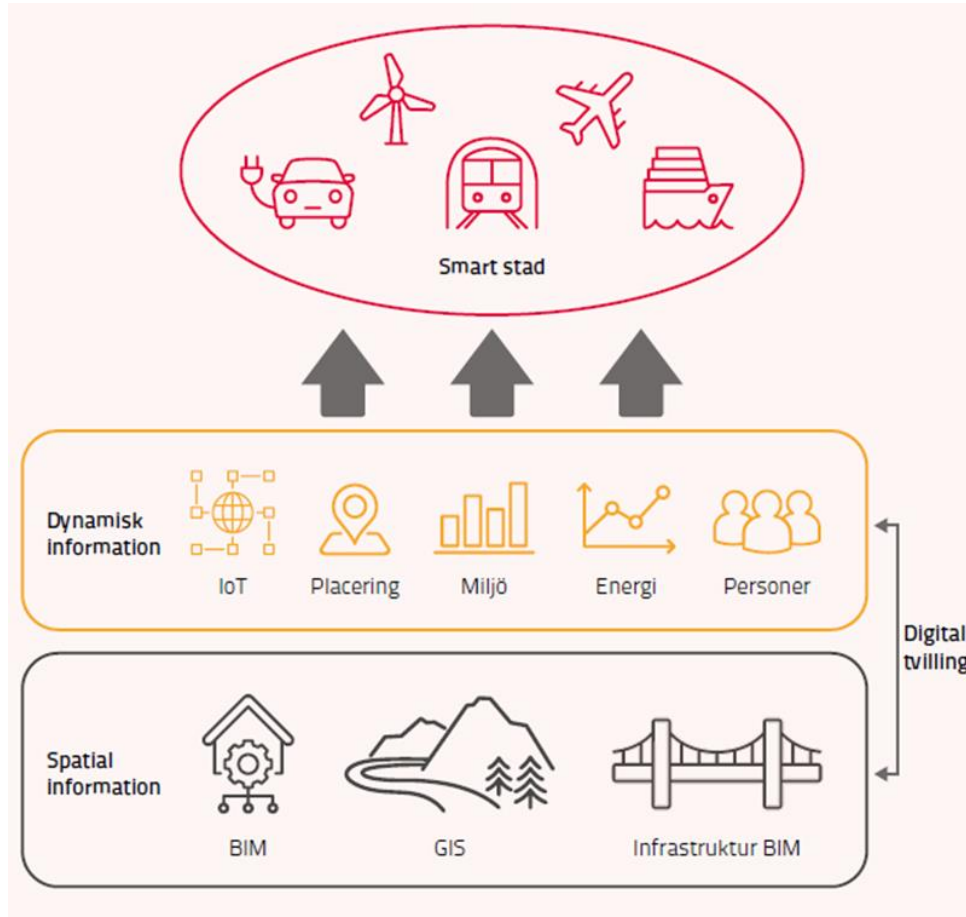 Smart stad
Dynamisk
information
IoT
Placering
Miljö
Energi
Personer
Digital
tvilling
Spatial
information
BIM
GIS
Infrastruktur BIM